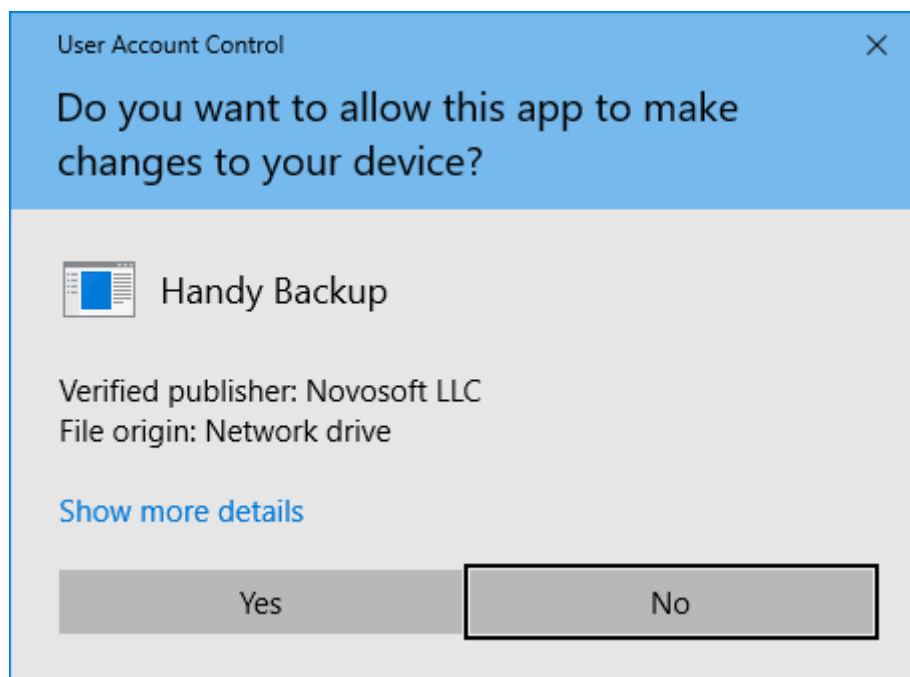 User Account Control
Do you want to allow this app to make
changes to your device?
Handy Backup
Verified publisher: Novosoft LLC
File origin: Network drive
Show more details
Yes
No